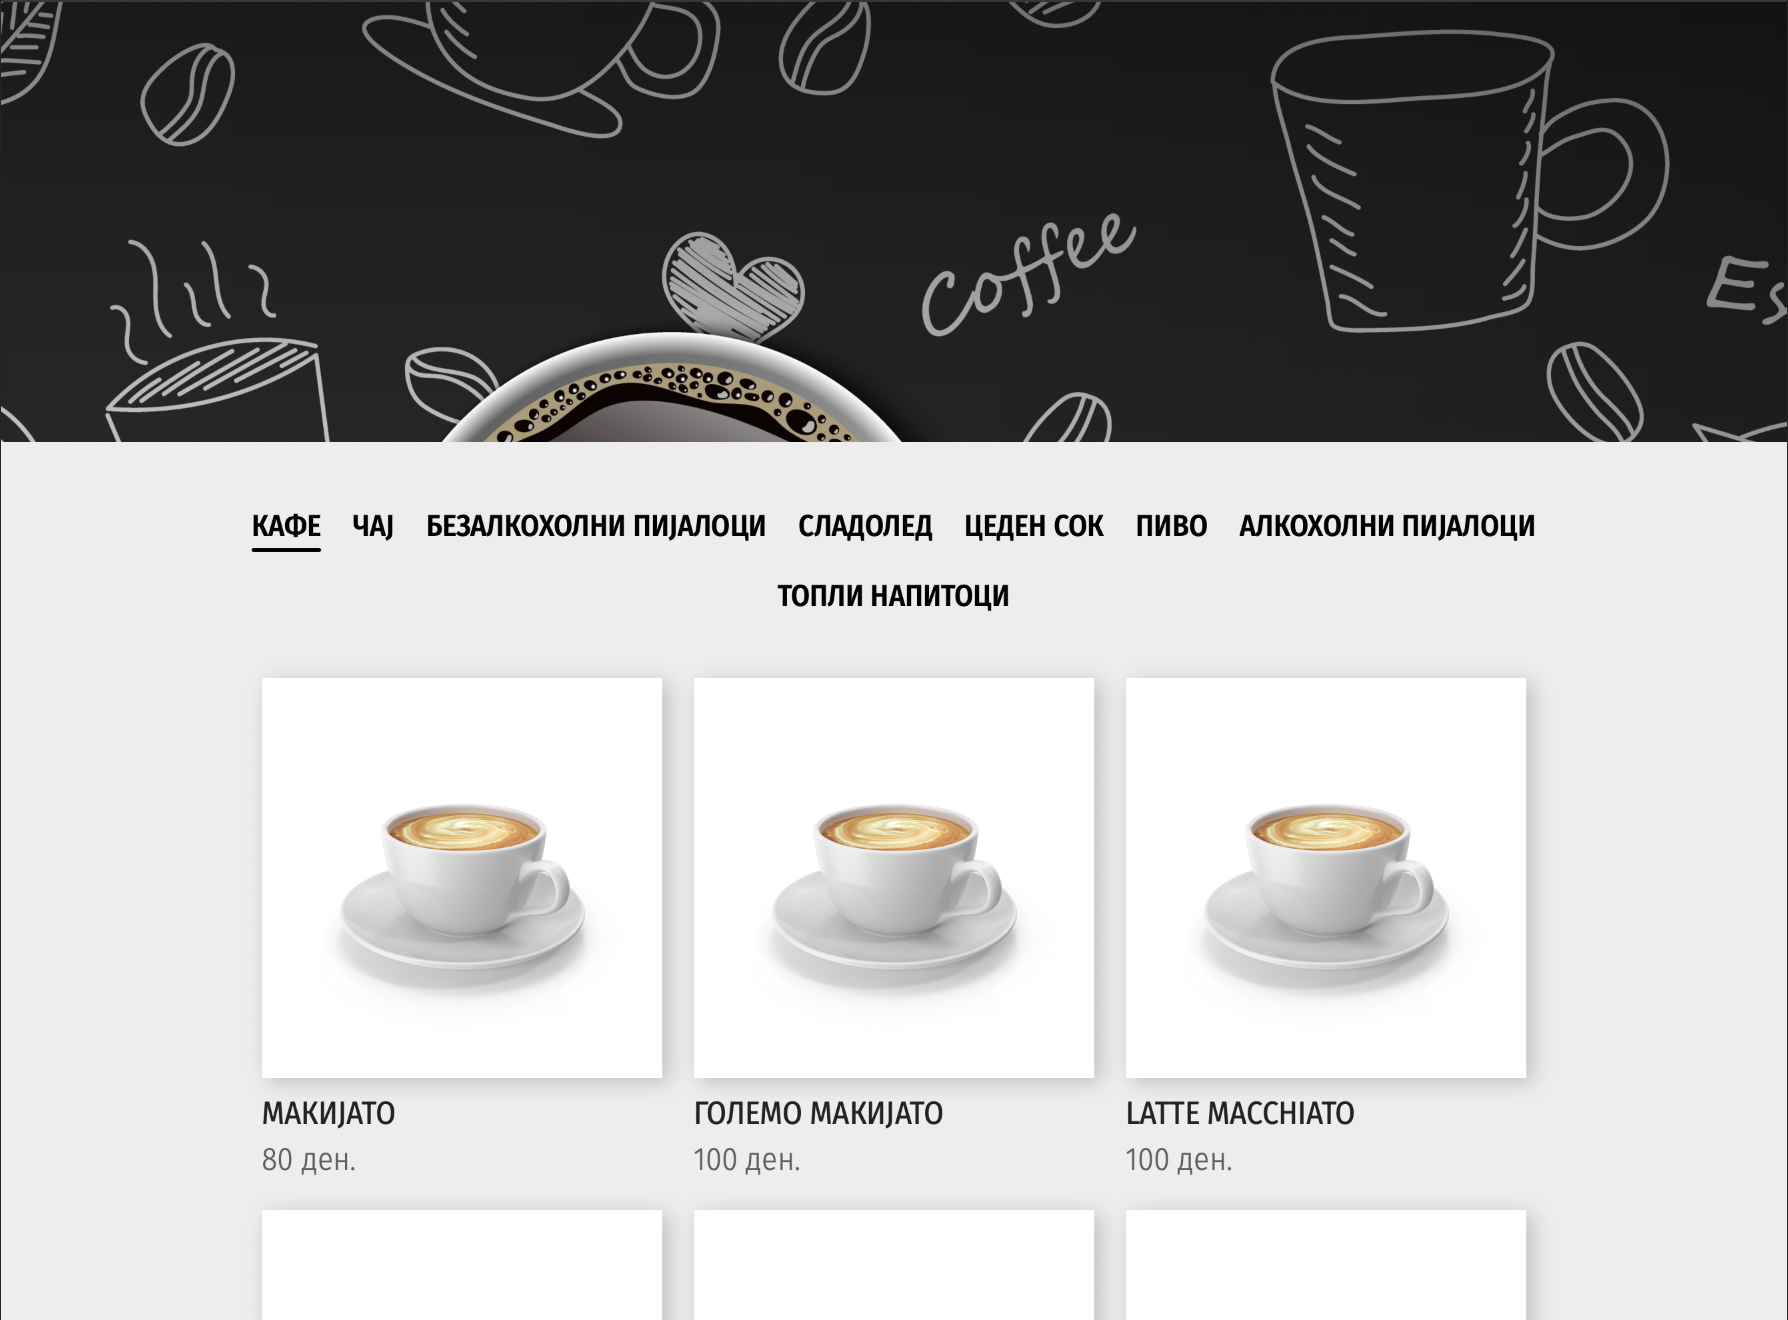 Coffee
Es
КАФЕ ЧАЈ БЕЗАЛКОХОЛНИ ПИЈАЛОЦИ СЛАДОЛЕД ЦЕДЕН СОК ПИВО АЛКОХОЛНИ ПИЈАЛОЦИ
ТОПЛИ НАПИТОЦИ
МАКИЈАТО ГОЛЕМО МАКИЈАТО LATTE MACCHIATO
80 ден. 100 ден. 100 ден.